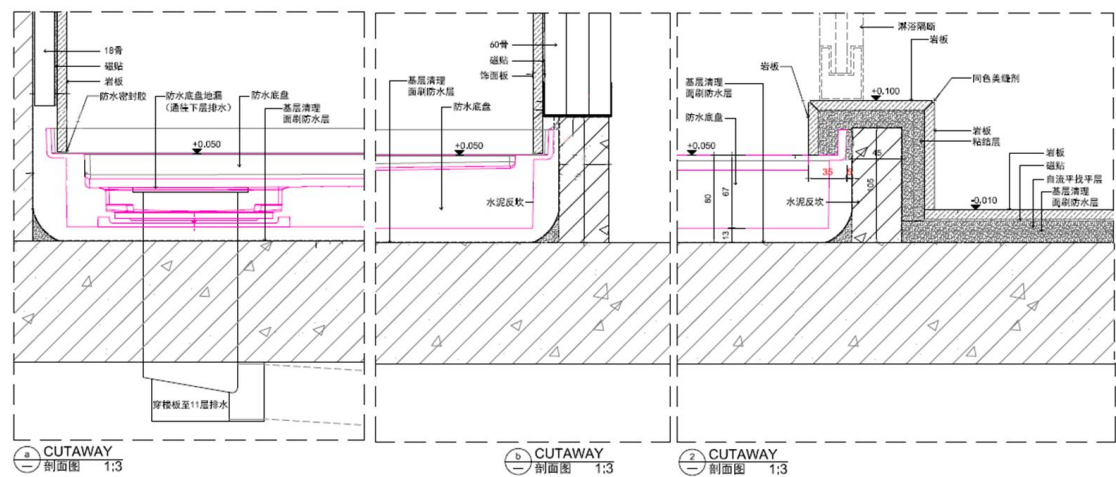 18骨
磁贴
岩板
防水密封胶
防水底盘地漏
(通往下层排水)
防水底盘
基层清理
面刷防水层
+0.050
穿楼板至11层排水
a
CUTAWAY
剖面图 1:3
60骨
磁贴
饰面板
基层清理
面刷防水层
防水底盘
+0.050
水泥反坎
b
CUTAWAY
剖面图 1:3
淋浴隔断
岩板
岩板
同色美缝剂
基层清理
面刷防水层
+0.100
防水底盘
岩板
粘结层
+0.050
45
岩板
磁贴
35
自流平找平层
80
67
105
水泥反坎
-0.010
基层清理
面刷防水层
13
2
CUTAWAY
剖面图 1:3